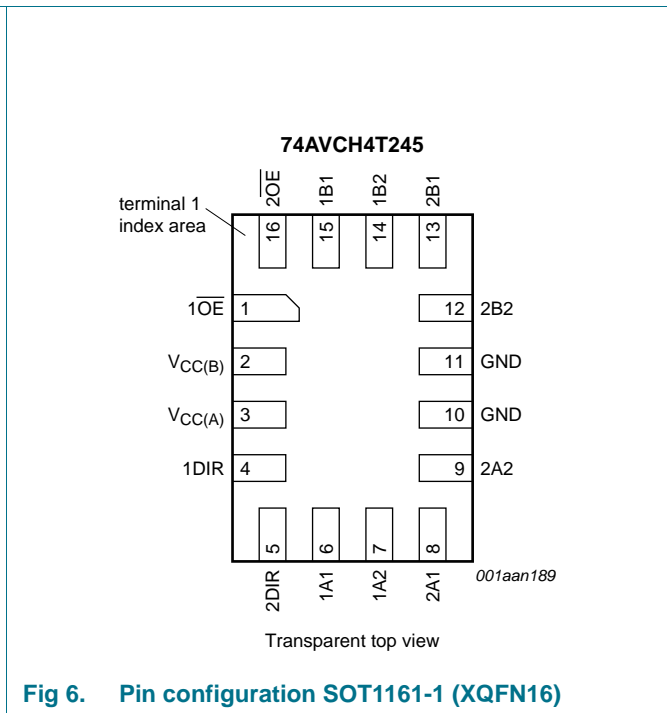 74AVCH4T245
terminal 1
index area
2OE
1B1
1B2
2B1
16
15
14
13
1OE 1
12 2B2
VCC(B) 2
11 GND
VCC(A) 3
10 GND
1DIR 4
9 2A2
5
6
7
8
2DIR
1A1
1A2
2A1
001aan189
Transparent top view
Fig 6. Pin configuration SOT1161-1 (XQFN16)